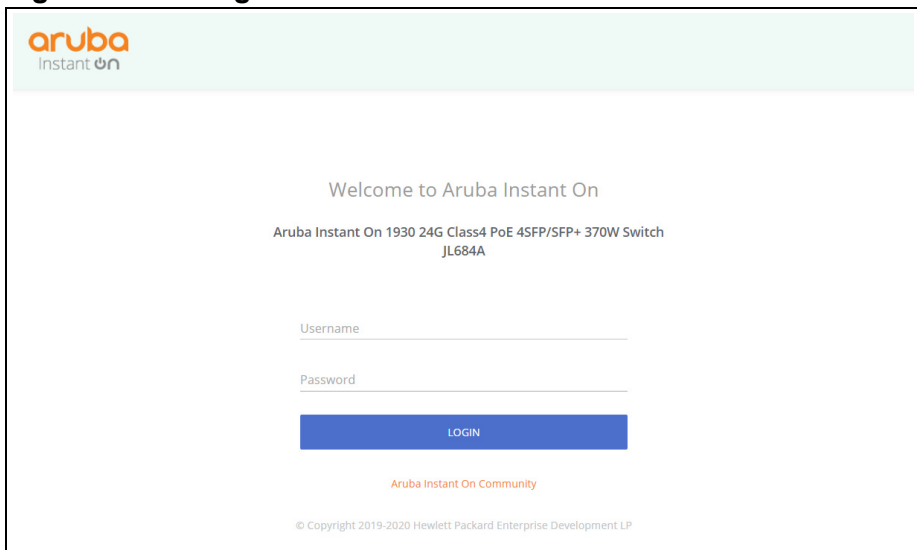 aruba
Instant on
Welcome to Aruba Instant On
Aruba Instant On 1930 24G Class4 PoE 4SFP/SFP+ 370W Switch
JL684A
Username
Password
LOGIN
Aruba Instant On Community
© Copyright 2019-2020 Hewlett Packard Enterprise Development LP